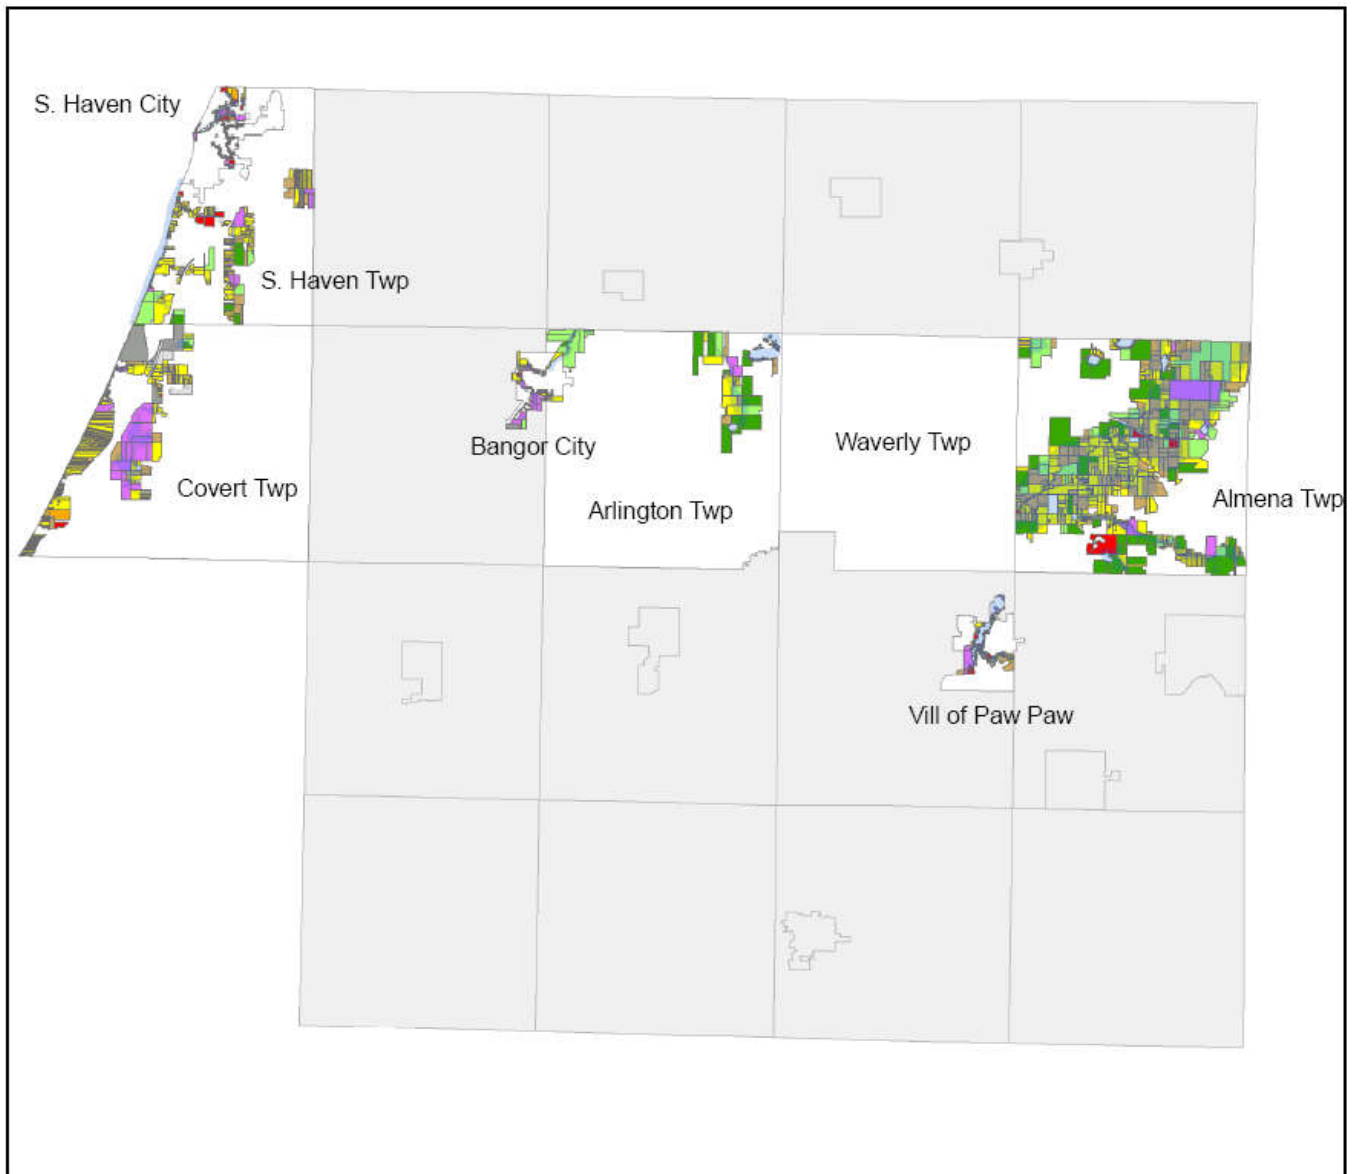 S. Haven City
S. Haven Twp
Bangor City
Waverly Twp
Covert Twp
Arlington Twp
Almena Twp
Vill of Paw Paw